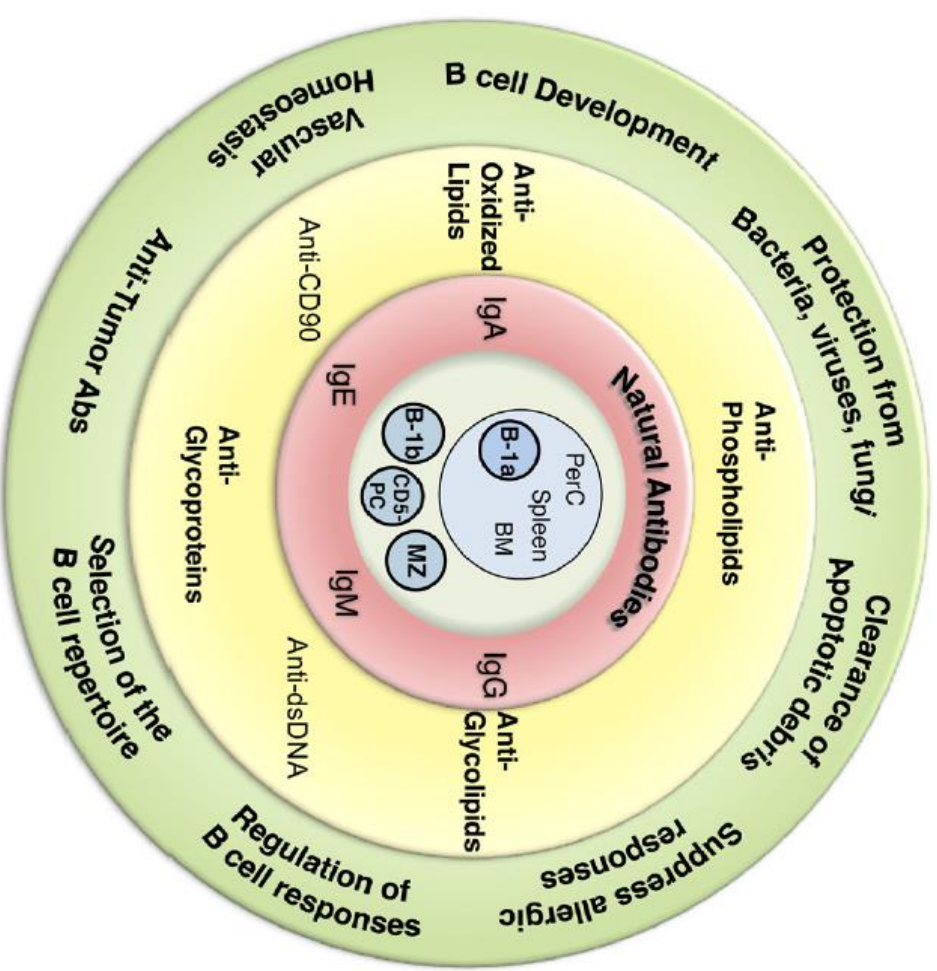 B cell Development
Protection from
Bacteria, viruses, fungi
Clearance of
Apoptotic debris
Suppress allergic
responses
Regulation of
B cell responses
Selection of the
B cell repertoire
Anti-Tumor Abs
Vascular
Homeostasis
Anti-
Phospholipids
Anti-
Glycolipids
Anti-dsDNA
Anti-
Glycoproteins
Anti-CD90
Anti-
Oxidized
Lipids
Natural Antibodies
IgG
IgM
IgE
IgA
PerC
Spleen
BM
B-1a
B-1b
CD5-
PC
MZ